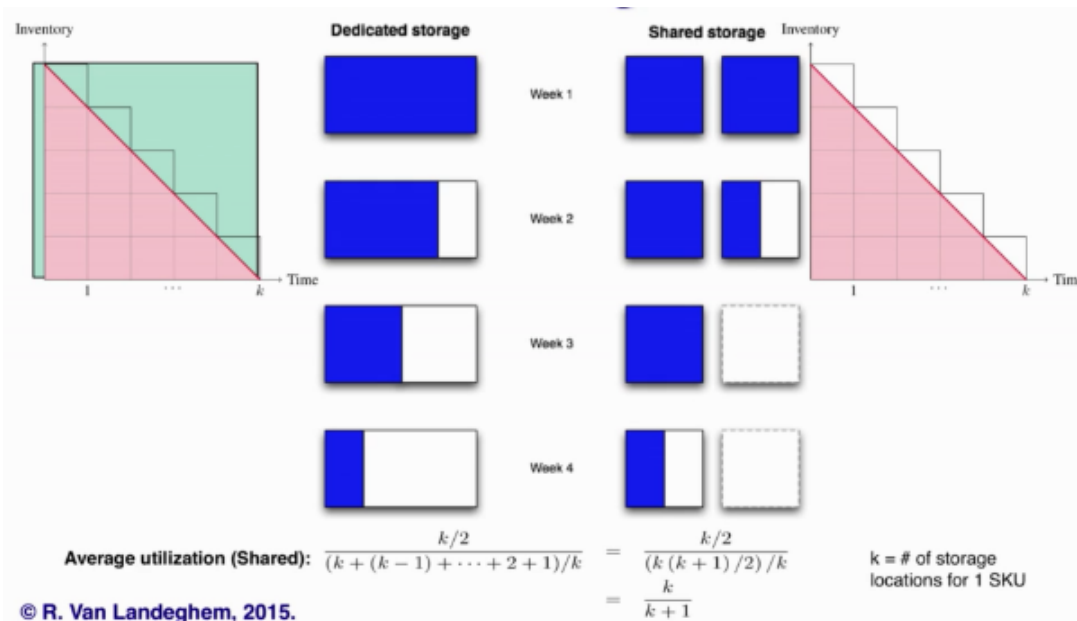 Inventory
Dedicated storage
Shared storage
Inventory
Week 1
Week 2
Time
1
...
k
Time
1
...
k
Week 3
Week 4
Average utilization (Shared): k/2 / (k + (k − 1) + ··· + 2 + 1)/k = k/2 / (k (k + 1) /2) /k
= k / k + 1
k = # of storage
locations for 1 SKU
© R. Van Landeghem, 2015.